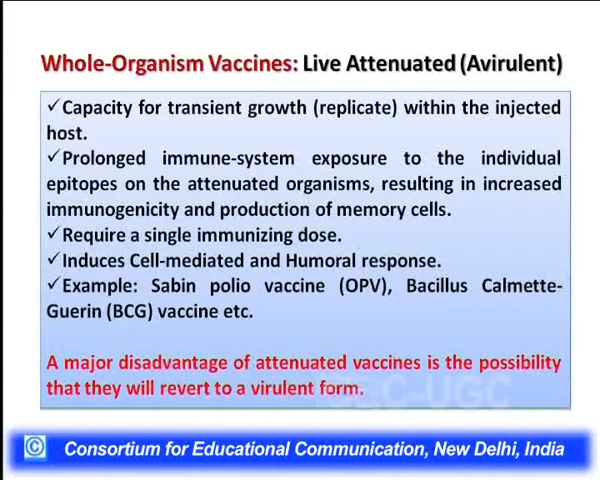 Whole-Organism Vaccines: Live Attenuated (Avirulent)
✓Capacity for transient growth (replicate) within the injected
host.
✓Prolonged immune-system exposure to the individual
epitopes on the attenuated organisms, resulting in increased
immunogenicity and production of memory cells.
✓Require a single immunizing dose.
✓Induces Cell-mediated and Humoral response.
✓Example: Sabin polio vaccine (OPV), Bacillus Calmette-
Guerin (BCG) vaccine etc.
A major disadvantage of attenuated vaccines is the possibility
that they will revert to a virulent form.
CEC-UGC
© Consortium for Educational Communication, New Delhi, India